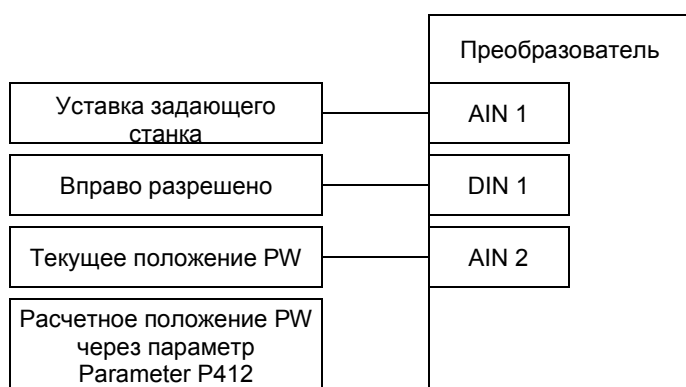 Преобразователь
Уставка задающего
станка
AIN 1
Вправо разрешено
DIN 1
Текущее положение PW
AIN 2
Расчетное положение PW
через параметр
Parameter P412